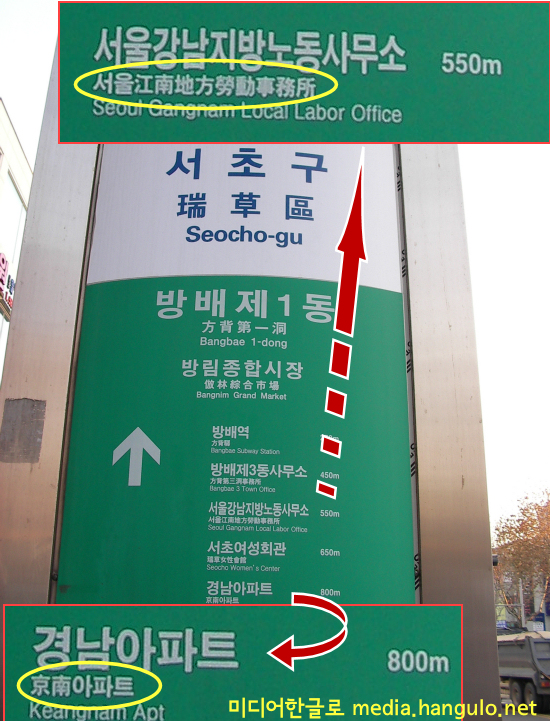 서울강남지방노동사무소 550m
서울江南地方勞動事務所
Seoul Gangnam Local Labor Office
서초구
瑞草區
Seocho-gu
방배제1동
方背第一洞
Bangbae 1-dong
방림종합시장
傲林綜合市場
Bangnim Grand Market
방배역
方背驛
Bangbae Subway Station
방배제3동사무소 450m
方背第三洞事務所
Bangbae 3 Town Office
서울강남지방노동사무소 550m
서울江南地方勞動事務所
Seoul Gangnam Local Labor Office
서초여성회관 650m
瑞草女性會館
Seocho Women's Center
경남아파트 800m
京南아파트
경남아파트 800m
京南아파트
Keangnam Apt
미디어한글로 media.hangulo.net